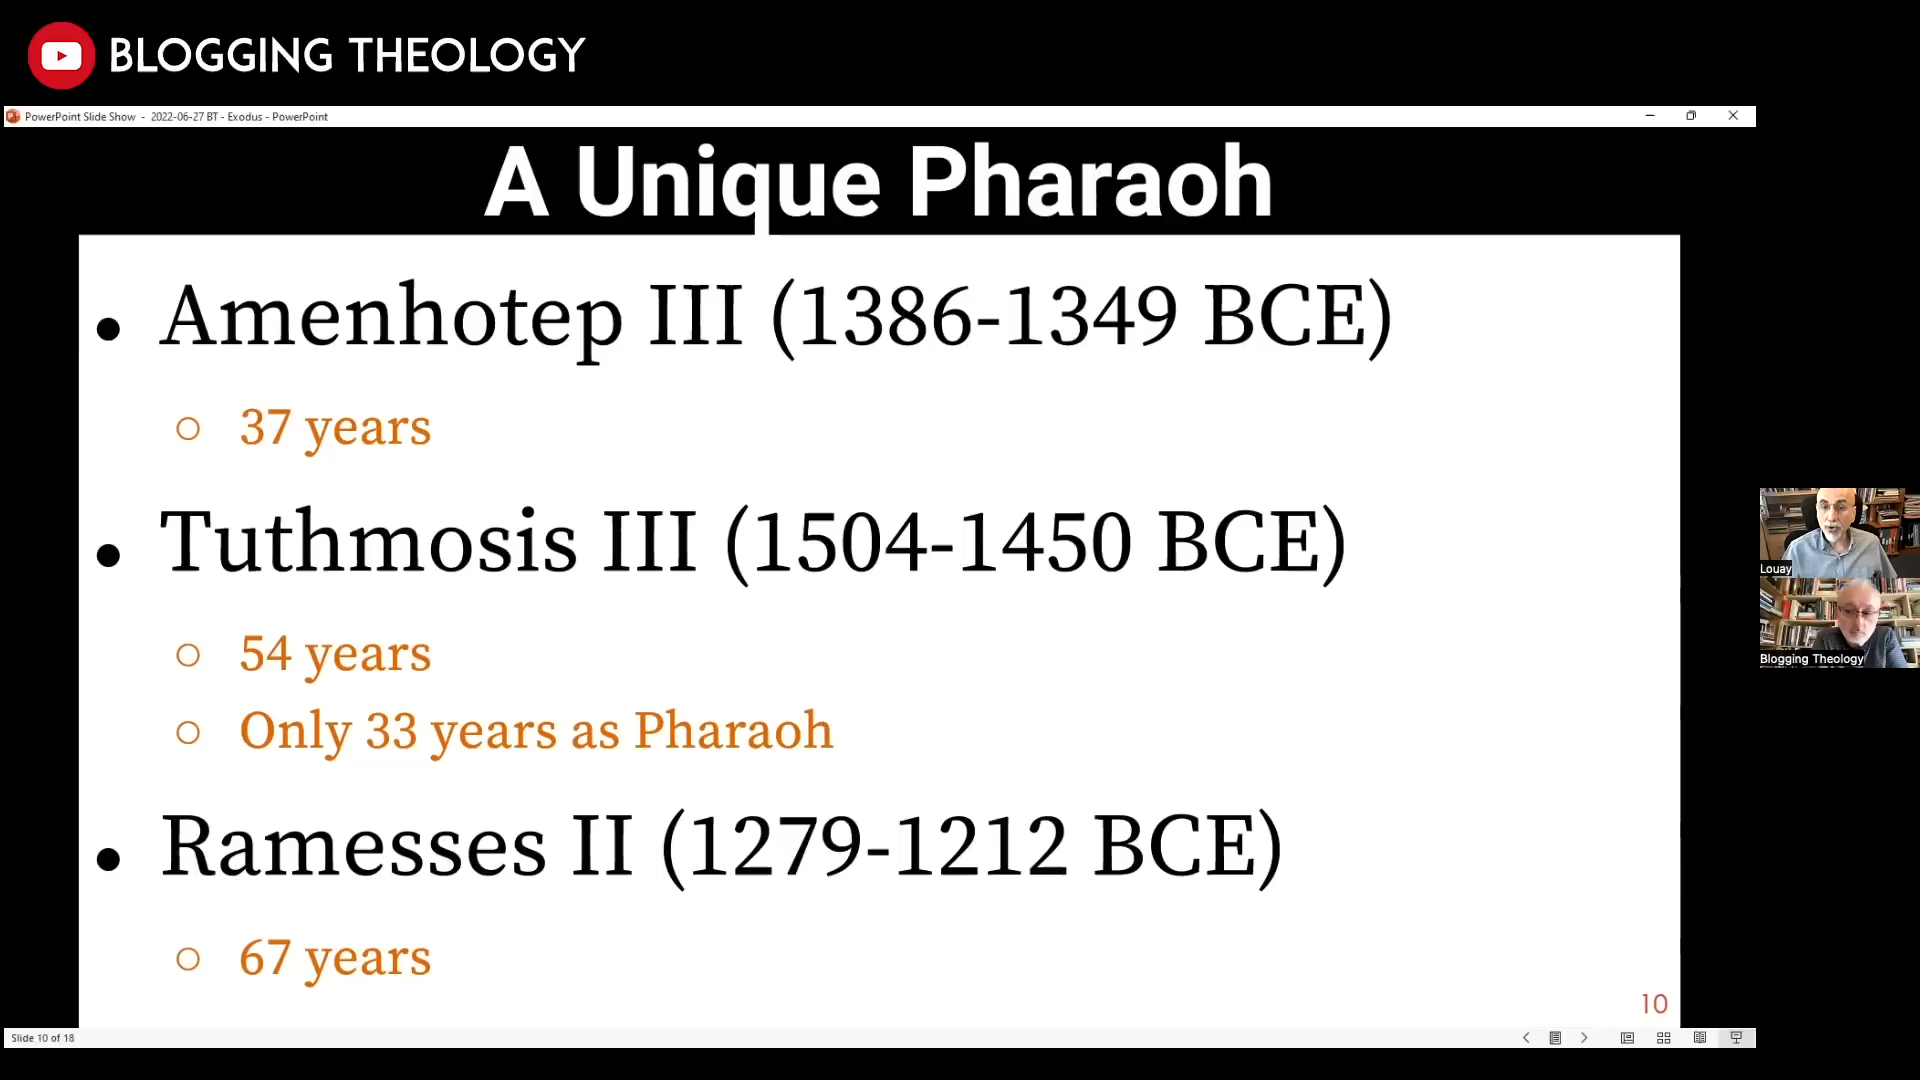 BLOGGING THEOLOGY
PowerPoint Slide Show - 2022-06-27 BT - Exodus - PowerPoint
A Unique Pharaoh
• Amenhotep III (1386-1349 BCE)
○ 37 years
• Tuthmosis III (1504-1450 BCE)
○ 54 years
○ Only 33 years as Pharaoh
• Ramesses II (1279-1212 BCE)
○ 67 years
10
Louay
Blogging Theology
Slide 10 of 18